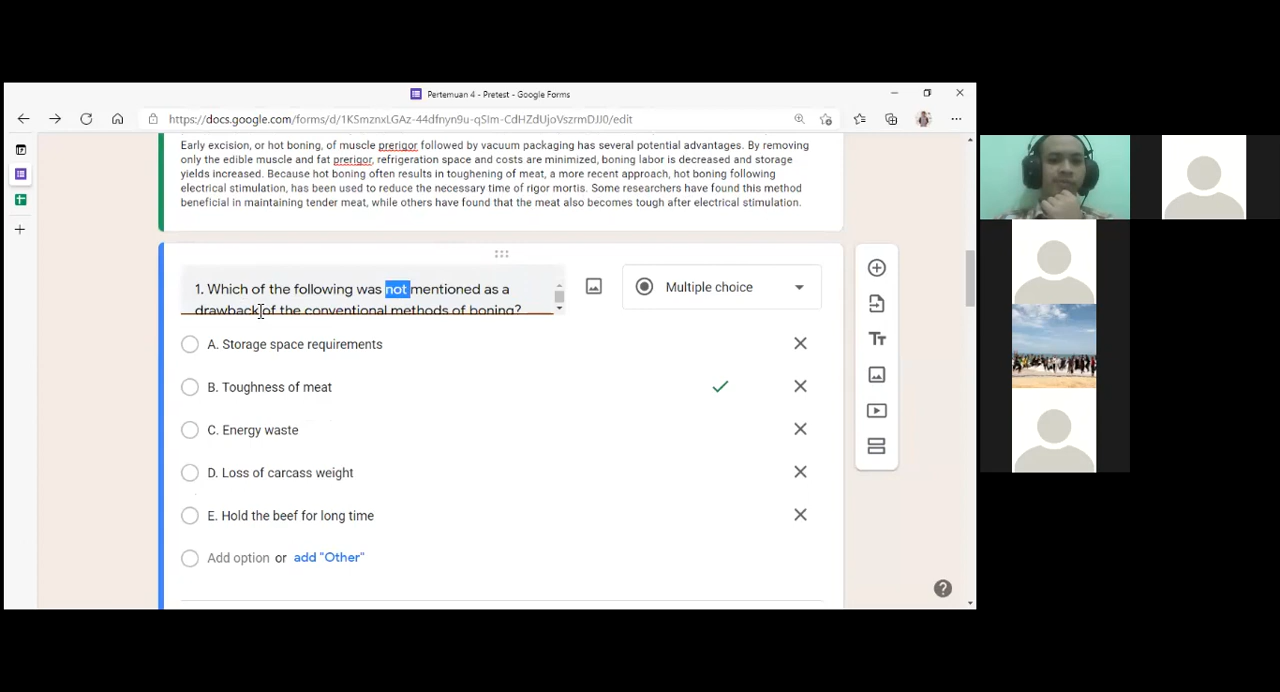 Pertemuan 4 - Pretest - Google Forms
https://docs.google.com/forms/d/1KSmznxLGAz-44dfnyn9u-qSIm-CdHZdUjoVszrmDJJ0/edit
Early excision, or hot boning, of muscle prerigor followed by vacuum packaging has several potential advantages. By removing
only the edible muscle and fat prerigor, refrigeration space and costs are minimized, boning labor is decreased and storage
yields increased. Because hot boning often results in toughening of meat, a more recent approach, hot boning following
electrical stimulation, has been used to reduce the necessary time of rigor mortis. Some researchers have found this method
beneficial in maintaining tender meat, while others have found that the meat also becomes tough after electrical stimulation.
1. Which of the following was not mentioned as a
drawback of the conventional methods of boning?
Multiple choice
A. Storage space requirements
B. Toughness of meat
C. Energy waste
D. Loss of carcass weight
E. Hold the beef for long time
Add option or add "Other"